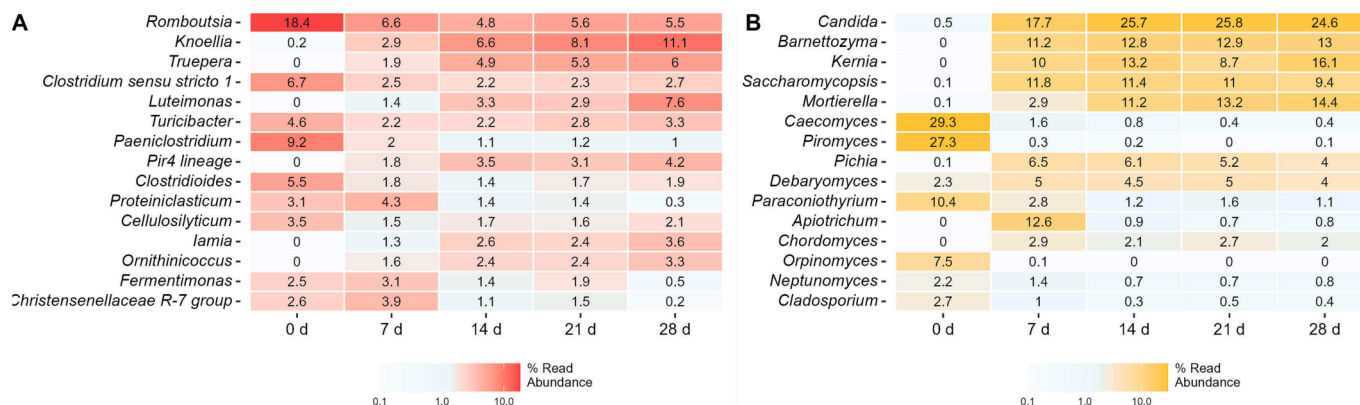 A
Romboutsia 18.4 6.6 4.8 5.6 5.5
Knoellia 0.2 2.9 6.6 8.1 11.1
Truepera 0 1.9 4.9 5.3 6
Clostridium sensu stricto 1 6.7 2.5 2.2 2.3 2.7
Luteimonas 0 1.4 3.3 2.9 7.6
Turicibacter 4.6 2.2 2.2 2.8 3.3
Paeniclostridium 9.2 2 1.1 1.2 1
Pir4 lineage 0 1.8 3.5 3.1 4.2
Clostridioides 5.5 1.8 1.4 1.7 1.9
Proteiniclasticum 3.1 4.3 1.4 1.4 0.3
Cellulosilyticum 3.5 1.5 1.7 1.6 2.1
Iamia 0 1.3 2.6 2.4 3.6
Ornithinicoccus 0 1.6 2.4 2.4 3.3
Fermentimonas 2.5 3.1 1.4 1.9 0.5
Christensenellaceae R-7 group 2.6 3.9 1.1 1.5 0.2
0 d 7 d 14 d 21 d 28 d
% Read
Abundance
0.1 1.0 10.0
B
Candida 0.5 17.7 25.7 25.8 24.6
Barnettozyma 0 11.2 12.8 12.9 13
Kernia 0 10 13.2 8.7 16.1
Saccharomycopsis 0.1 11.8 11.4 11 9.4
Mortierella 0.1 2.9 11.2 13.2 14.4
Caecomyces 29.3 1.6 0.8 0.4 0.4
Piromyces 27.3 0.3 0.2 0 0.1
Pichia 0.1 6.5 6.1 5.2 4
Debaryomyces 2.3 5 4.5 5 4
Paraconiothyrium 10.4 2.8 1.2 1.6 1.1
Apiotrichum 0 12.6 0.9 0.7 0.8
Chordomyces 0 2.9 2.1 2.7 2
Orpinomyces 7.5 0.1 0 0 0
Neptunomyces 2.2 1.4 0.7 0.7 0.8
Cladosporium 2.7 1 0.3 0.5 0.4
0 d 7 d 14 d 21 d 28 d
% Read
Abundance
0.1 1.0 10.0